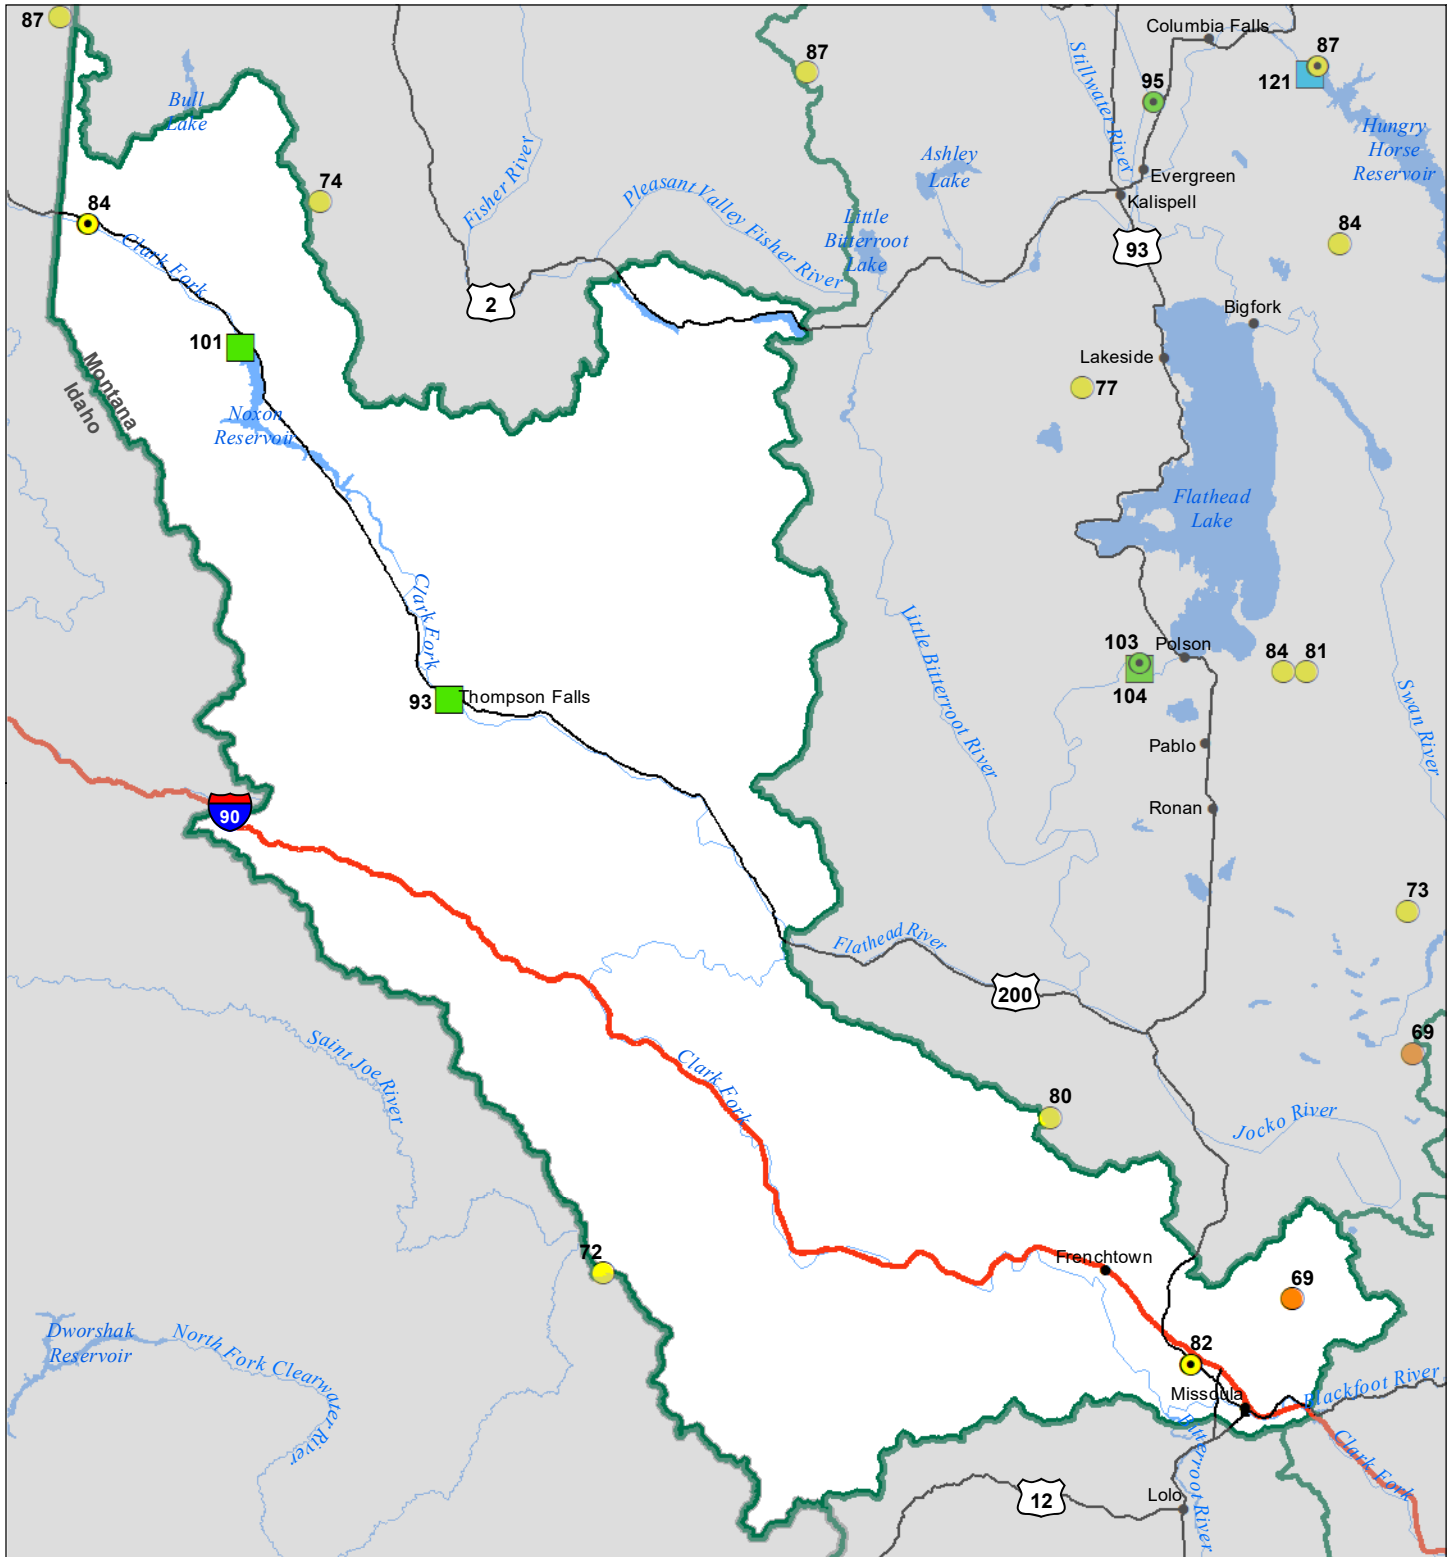 87
Columbia Falls
87
87
121
95
Stillwater River
Hungry
Horse
Reservoir
Bull
Lake
Ashley
Lake
Evergreen
Kalispell
Fisher River
Pleasant Valley Fisher River
74
84
Clark Fork
Little
Bitterroot
Lake
93
84
2
Bigfork
101
Lakeside
77
Montana
Idaho
Noxon
Reservoir
Flathead
Lake
Clark Fork
Little Bitterroot River
103
Polson
84
81
104
93
Thompson Falls
Swan River
Pablo
90
Ronan
73
Flathead River
200
Saint Joe River
69
Clark Fork
80
Jocko River
72
Frenchtown
69
Dworshak
Reservoir
North Fork Clearwater
River
82
Missoula
Blackfoot River
Bitterroot River
Clark Fork
12
Lolo